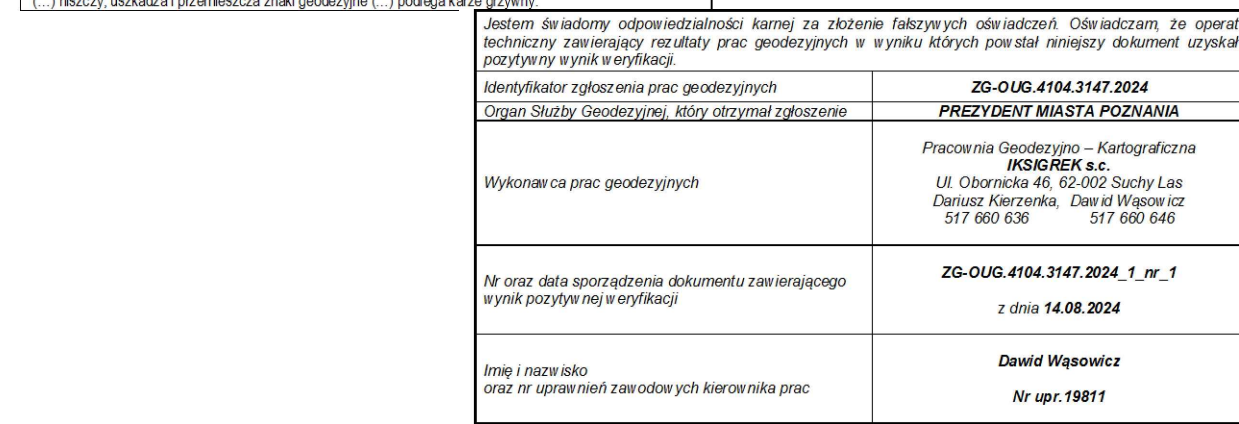 (...) niszczy, uszkadza i przemieszcza znaki geodezyjne (...) podlega karze grzywny.
Jestem świadomy odpowiedzialności karnej za złożenie fałszywych oświadczeń. Oświadczam, że operat
techniczny zawierający rezultaty prac geodezyjnych w wyniku których powstał niniejszy dokument uzyskał
pozytywny wynik weryfikacji.
Identyfikator zgłoszenia prac geodezyjnych
ZG-OUG.4104.3147.2024
Organ Służby Geodezyjnej, który otrzymał zgłoszenie
PREZYDENT MIASTA POZNANIA
Wykonawca prac geodezyjnych
Pracownia Geodezyjno – Kartograficzna
IKSIGREK s.c.
Ul. Obornicka 46, 62-002 Suchy Las
Dariusz Kierzenka, Dawid Wąsowicz
517 660 636 517 660 646
Nr oraz data sporządzenia dokumentu zawierającego
wynik pozytywnej weryfikacji
ZG-OUG.4104.3147.2024_1_nr_1
z dnia 14.08.2024
Imię i nazwisko
oraz nr uprawnień zawodowych kierownika prac
Dawid Wąsowicz
Nr upr.19811